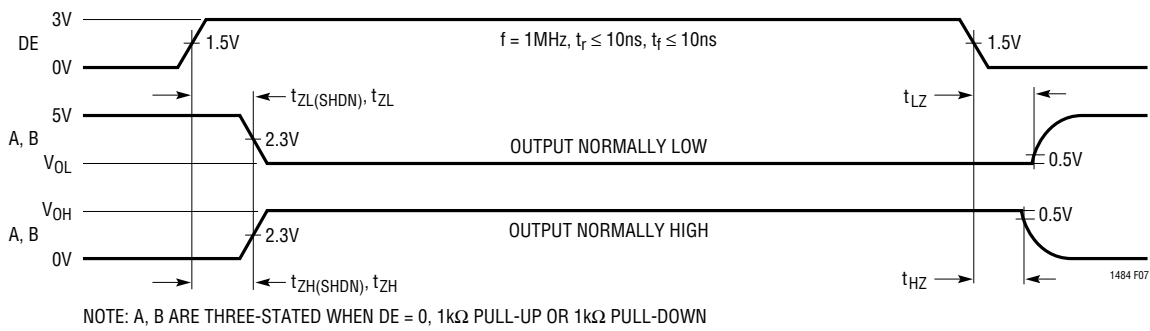 3V
DE
1.5V
f = 1MHz, tr ≤ 10ns, tf ≤ 10ns
1.5V
0V
tZL(SHDN), tZL
tLZ
5V
A, B
2.3V
OUTPUT NORMALLY LOW
VOL
0.5V
VOH
0.5V
A, B
2.3V
OUTPUT NORMALLY HIGH
0V
tZH(SHDN), tZH
tHZ
1484 F07
NOTE: A, B ARE THREE-STATED WHEN DE = 0, 1kΩ PULL-UP OR 1kΩ PULL-DOWN